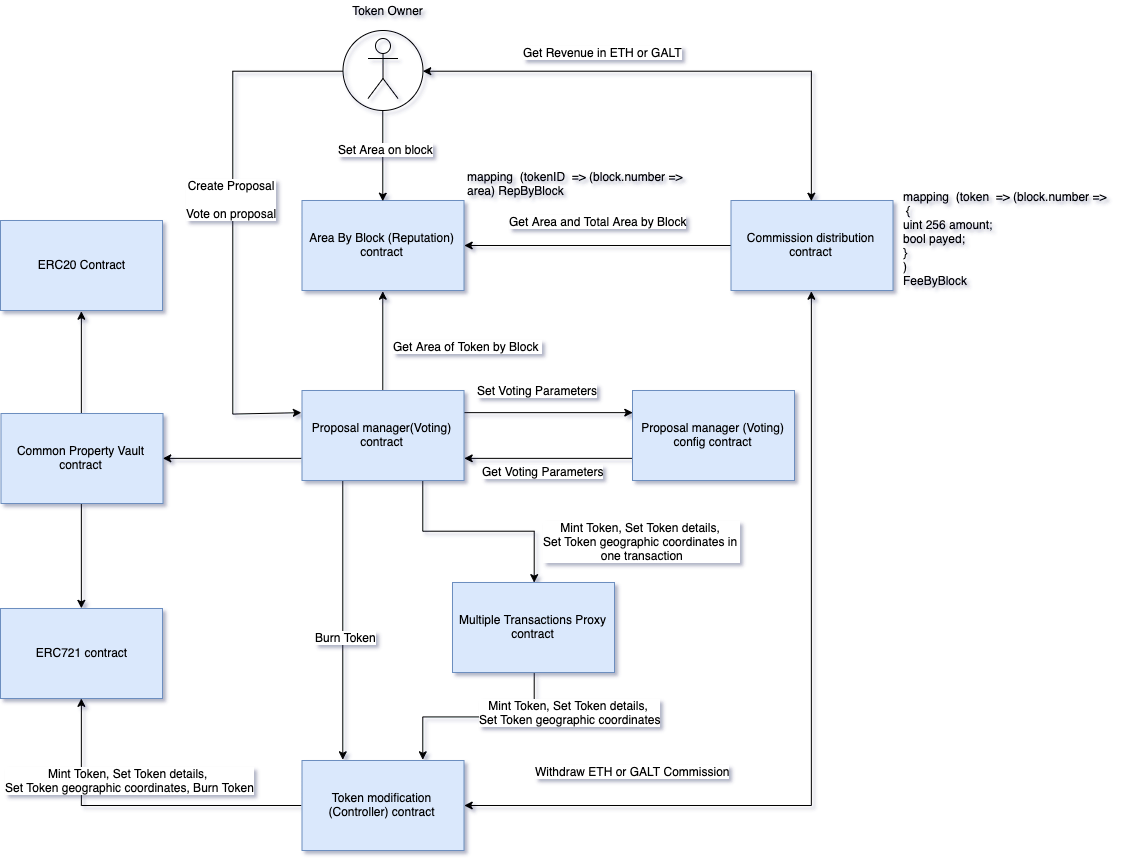 Token Owner
Get Revenue in ETH or GALT
Set Area on block
mapping (tokenID => (block.number =>
area) RepByBlock
Create Proposal
Vote on proposal
mapping (token => (block.number =>
{
uint 256 amount;
bool payed;
}
)
FeeByBlock
Get Area and Total Area by Block
Area By Block (Reputation)
contract
Commission distribution
contract
ERC20 Contract
Get Area of Token by Block
Set Voting Parameters
Proposal manager(Voting)
contract
Proposal manager (Voting)
config contract
Common Property Vault
contract
Get Voting Parameters
Mint Token, Set Token details,
Set Token geographic coordinates in
one transaction
Multiple Transactions Proxy
contract
Burn Token
ERC721 contract
Mint Token, Set Token details,
Set Token geographic coordinates
Mint Token, Set Token details,
Set Token geographic coordinates, Burn Token
Withdraw ETH or GALT Commission
Token modification
(Controller) contract